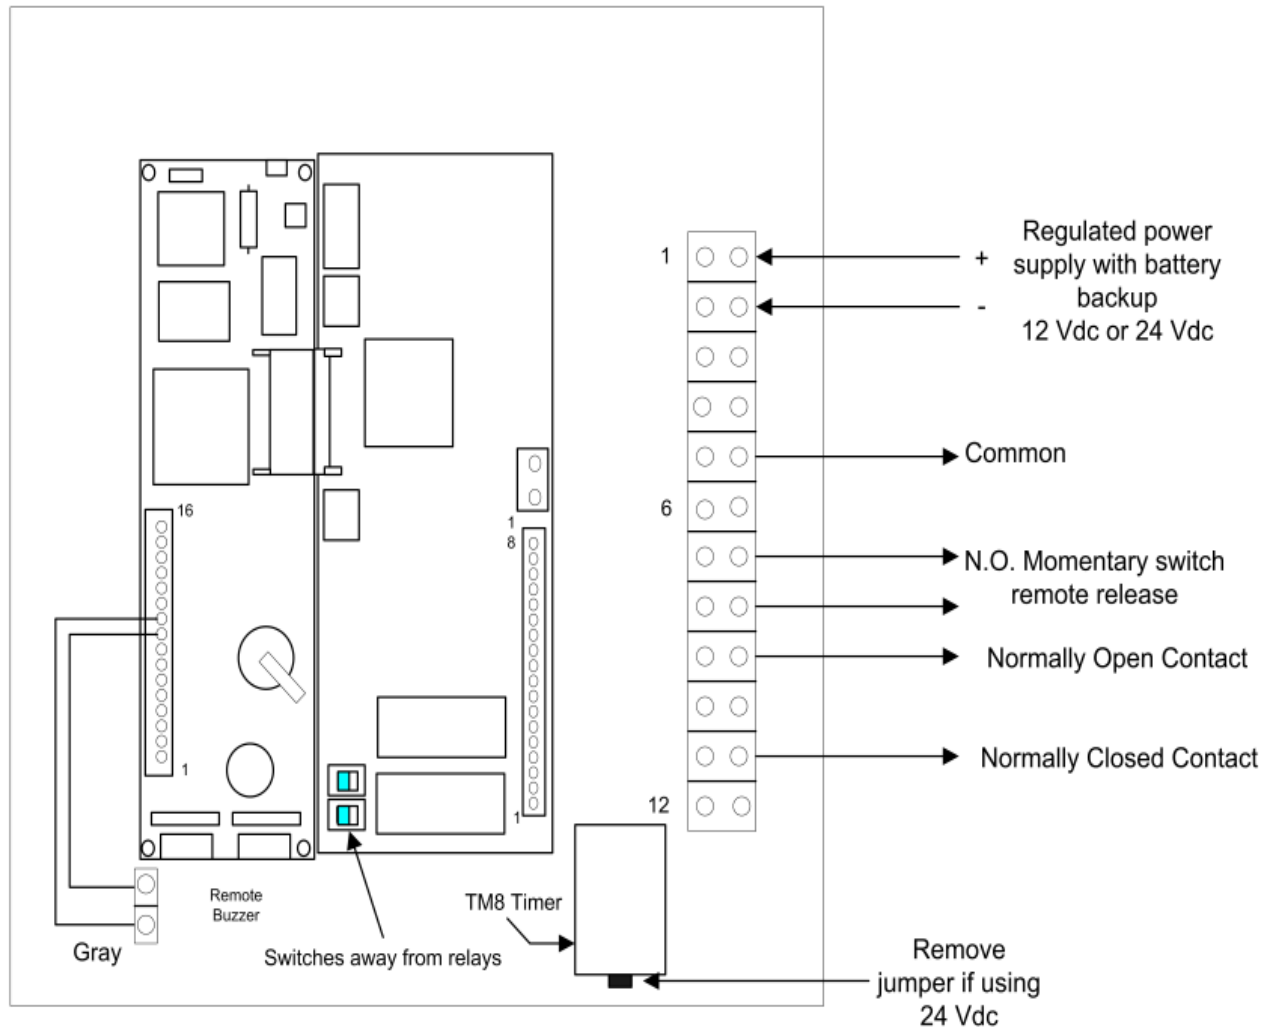 1
+
Regulated power
supply with battery
backup
12 Vdc or 24 Vdc
-
Common
16
6
1
8
N.O. Momentary switch
remote release
Normally Open Contact
Normally Closed Contact
1
12
1
Remote
Buzzer
TM8 Timer
Gray
Switches away from relays
Remove
jumper if using
24 Vdc